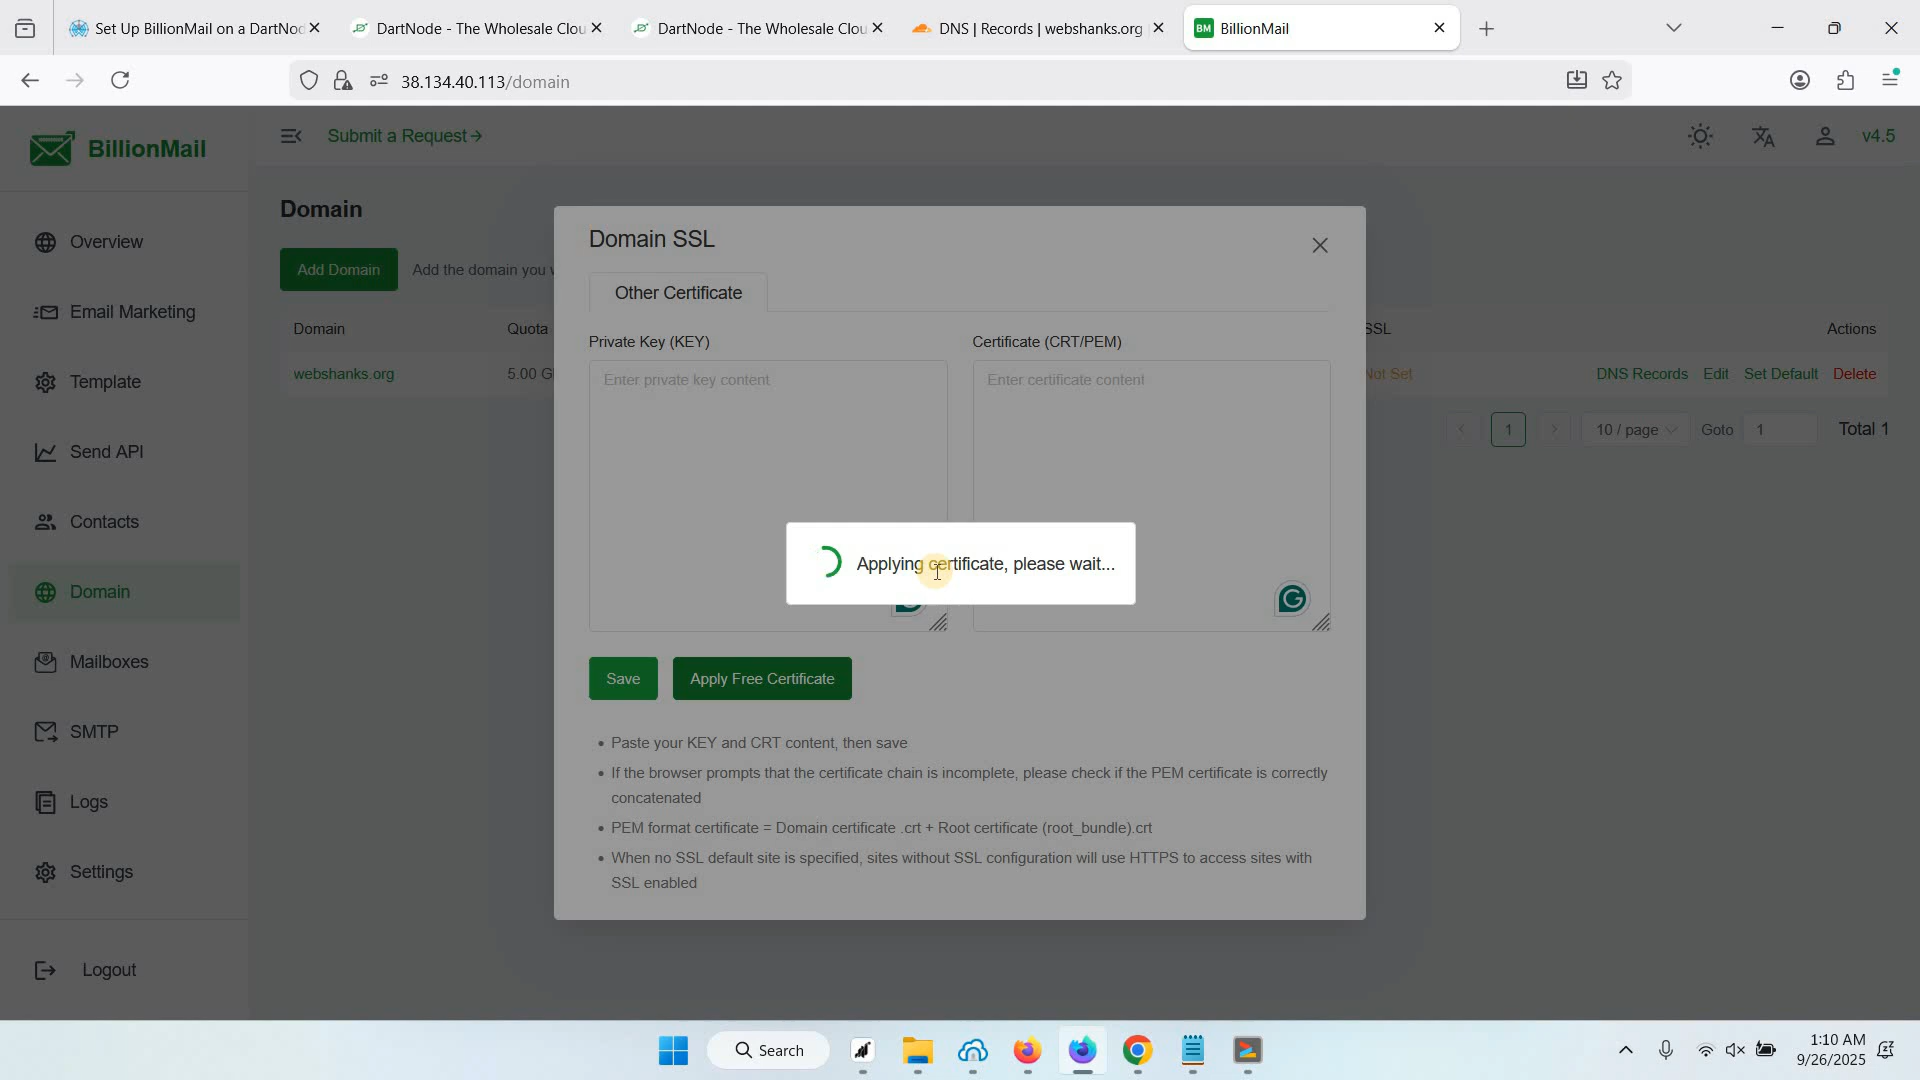 Set Up BillionMail on a DartNod
DartNode - The Wholesale Clou
DartNode - The Wholesale Clou
DNS | Records | webshanks.org
BM BillionMail
38.134.40.113/domain
BillionMail
Submit a Request→
v4.5
Overview
Email Marketing
Template
Send API
Contacts
Domain
Mailboxes
SMTP
Logs
Settings
Logout
Domain
Add Domain
Add the domain you
Domain Quota SSL Actions
webshanks.org 5.00 G Not Set DNS Records Edit Set Default Delete
1 10 / page Goto 1 Total 1
Domain SSL
Other Certificate
Private Key (KEY) Certificate (CRT/PEM)
Enter private key content Enter certificate content
Applying certificate, please wait...
Save Apply Free Certificate
• Paste your KEY and CRT content, then save
• If the browser prompts that the certificate chain is incomplete, please check if the PEM certificate is correctly
concatenated
• PEM format certificate = Domain certificate .crt + Root certificate (root_bundle).crt
• When no SSL default site is specified, sites without SSL configuration will use HTTPS to access sites with
SSL enabled
Search
1:10 AM
9/26/2025